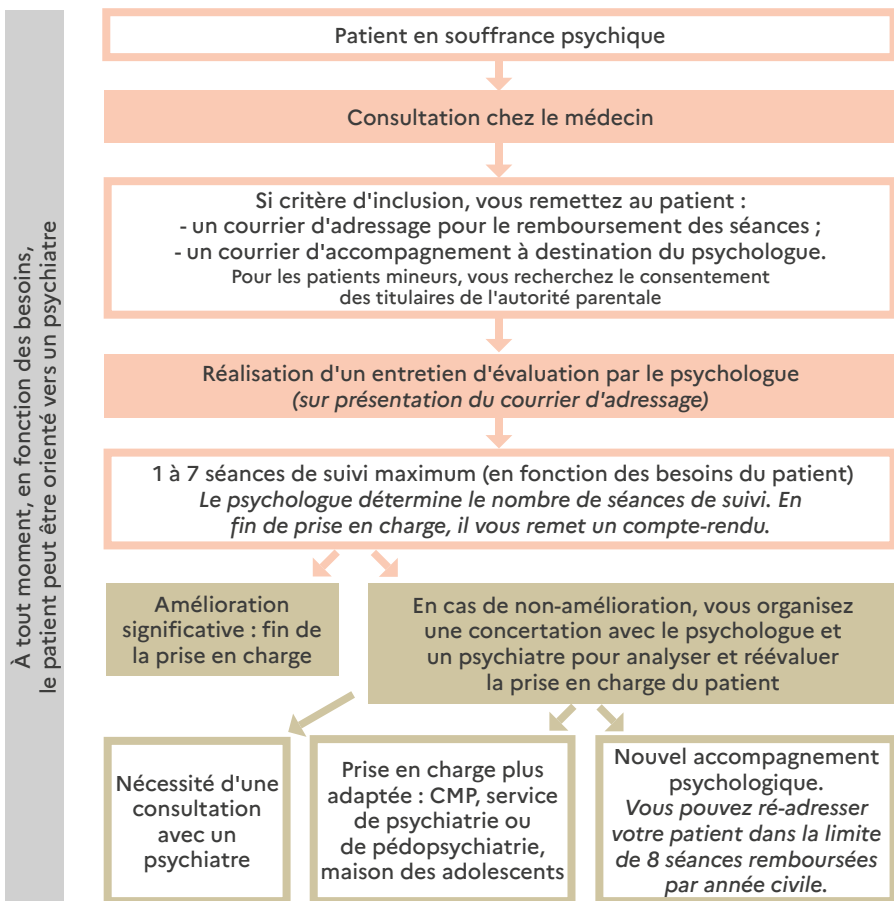 À tout moment, en fonction des besoins,
le patient peut être orienté vers un psychiatre
Patient en souffrance psychique
Consultation chez le médecin
Si critère d'inclusion, vous remettez au patient :
- un courrier d'adressage pour le remboursement des séances ;
- un courrier d'accompagnement à destination du psychologue.
Pour les patients mineurs, vous recherchez le consentement
des titulaires de l'autorité parentale
Réalisation d'un entretien d'évaluation par le psychologue
(sur présentation du courrier d'adressage)
1 à 7 séances de suivi maximum (en fonction des besoins du patient)
Le psychologue détermine le nombre de séances de suivi. En
fin de prise en charge, il vous remet un compte-rendu.
Amélioration
significative : fin de
la prise en charge
En cas de non-amélioration, vous organisez
une concertation avec le psychologue et
un psychiatre pour analyser et réévaluer
la prise en charge du patient
Nécessité d'une
consultation
avec un
psychiatre
Prise en charge plus
adaptée : CMP, service
de psychiatrie ou
de pédopsychiatrie,
maison des adolescents
Nouvel accompagnement
psychologique.
Vous pouvez ré-adresser
votre patient dans la limite
de 8 séances remboursées
par année civile.